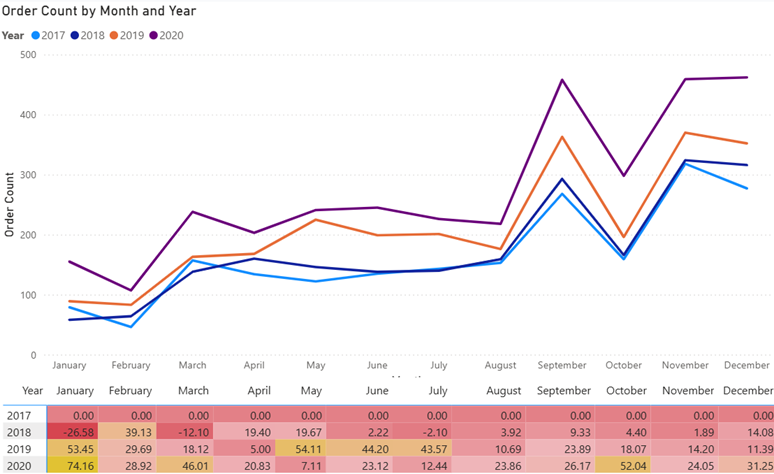 Order Count by Month and Year
Year 2017 2018 2019 2020
500
400
300
200
100
0
Order Count
January February March April May June July August September October November December
Year January February March April May June July August September October November December
2017 0.00 0.00 0.00 0.00 0.00 0.00 0.00 0.00 0.00 0.00 0.00 0.00
2018 -26.58 39.13 -12.10 19.40 19.67 2.22 -2.10 3.92 9.33 4.40 1.89 14.08
2019 53.45 29.69 18.12 5.00 54.11 44.20 43.57 10.69 23.89 18.07 14.20 11.39
2020 74.16 28.92 46.01 20.83 7.11 23.12 12.44 23.86 26.17 52.04 24.05 31.25